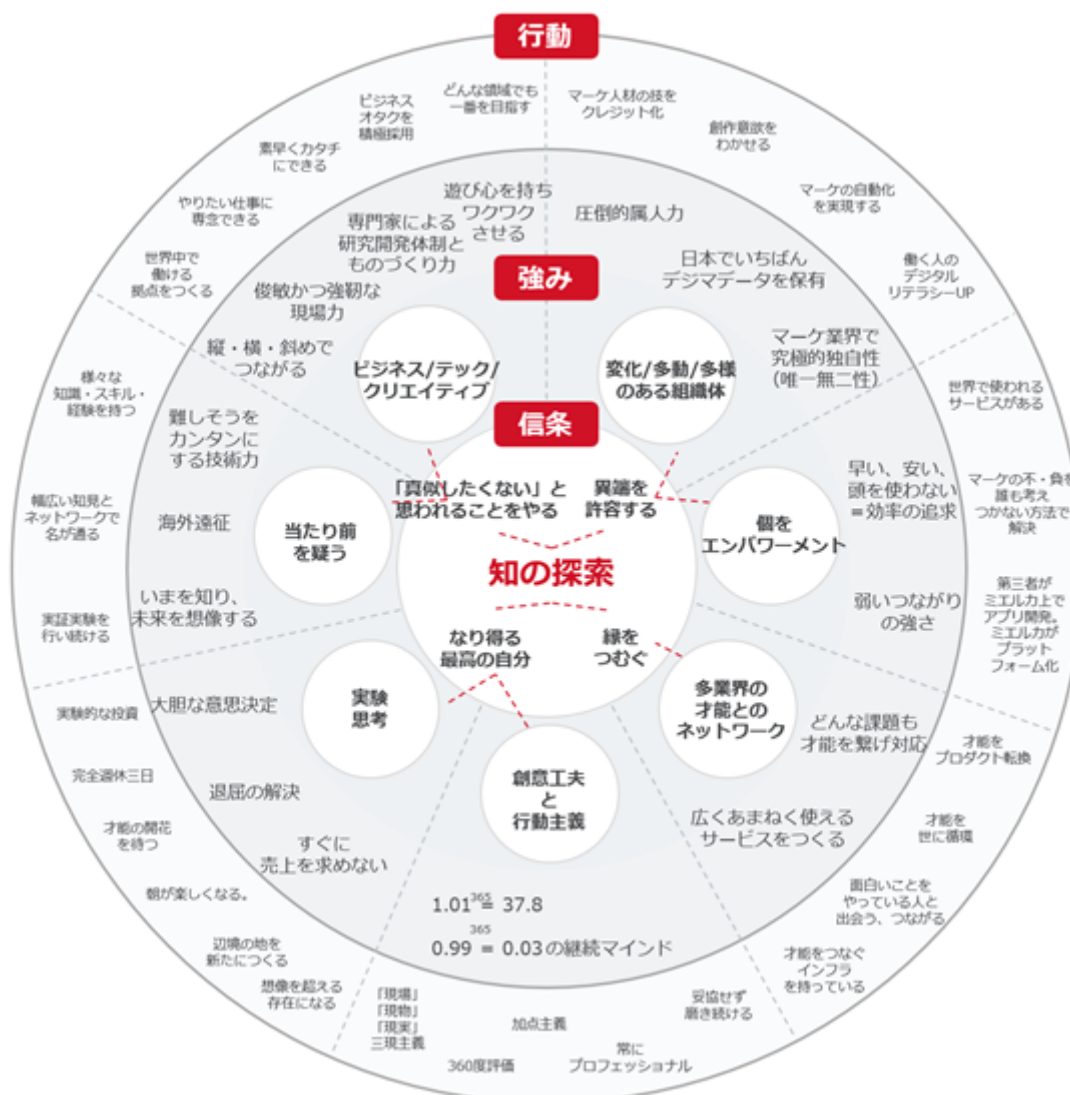 行動
どんな領域でも
一番を目指す
ビジネス
オタクを
積極採用
素早くカタチ
にできる
やりたい仕事に
専念できる
世界中で
働ける
拠点をつくる
マーケ人材の技を
クレジット化
創作意欲を
わかせる
マーケの自動化
を実現する
働く人の
デジタル
リテラシーUP
遊び心を持ち
ワクワク
させる
専門家による
研究開発体制と
ものづくり力
俊敏かつ強靭な
現場力
縦・横・斜めで
つながる
圧倒的属人力
日本でいちばん
デジマデータを保有
マーケ業界で
究極的独自性
(唯一無二性)
強み
ビジネス/テック/
クリエイティブ
変化/多動/多様
のある組織体
様々な
知識・スキル・
経験を持つ
幅広い知見と
ネットワークで
名が通る
実証実験を
行い続ける
難しそうを
カンタンに
する技術力
海外遠征
いまを知り、
未来を想像する
当たり前
を疑う
信条
「真似したくない」と
思われることをやる
異端を
許容する
知の探索
なり得る
最高の自分
縁を
つむぐ
個を
エンパワーメント
早い、安い、
頭を使わない
=効率の追求
弱いつながり
の強さ
世界で使われる
サービスがある
マーケの不・負を
誰も考え
つかない方法で
解決
第三者が
ミエルカ上で
アプリ開発。
ミエルカが
プラット
フォーム化
実験
思考
大胆な意思決定
退屈の解決
すぐに
売上を求めない
実験的な投資
完全週休三日
才能の開花
を待つ
朝が楽しくなる。
辺境の地を
新たにつくる
想像を超える
存在になる
創意工夫
と
行動主義
1.01^365 = 37.8
0.99^365 = 0.03の継続マインド
「現場」
「現物」
「現実」
三現主義
加点主義
360度評価
常に
プロフェッショナル
妥協せず
磨き続ける
多業界の
才能との
ネットワーク
どんな課題も
才能を繋げ対応
広くあまねく使える
サービスをつくる
才能を
プロダクト転換
才能を
世に循環
面白いことを
やっている人と
出会う、つながる
才能をつなぐ
インフラ
を持っている